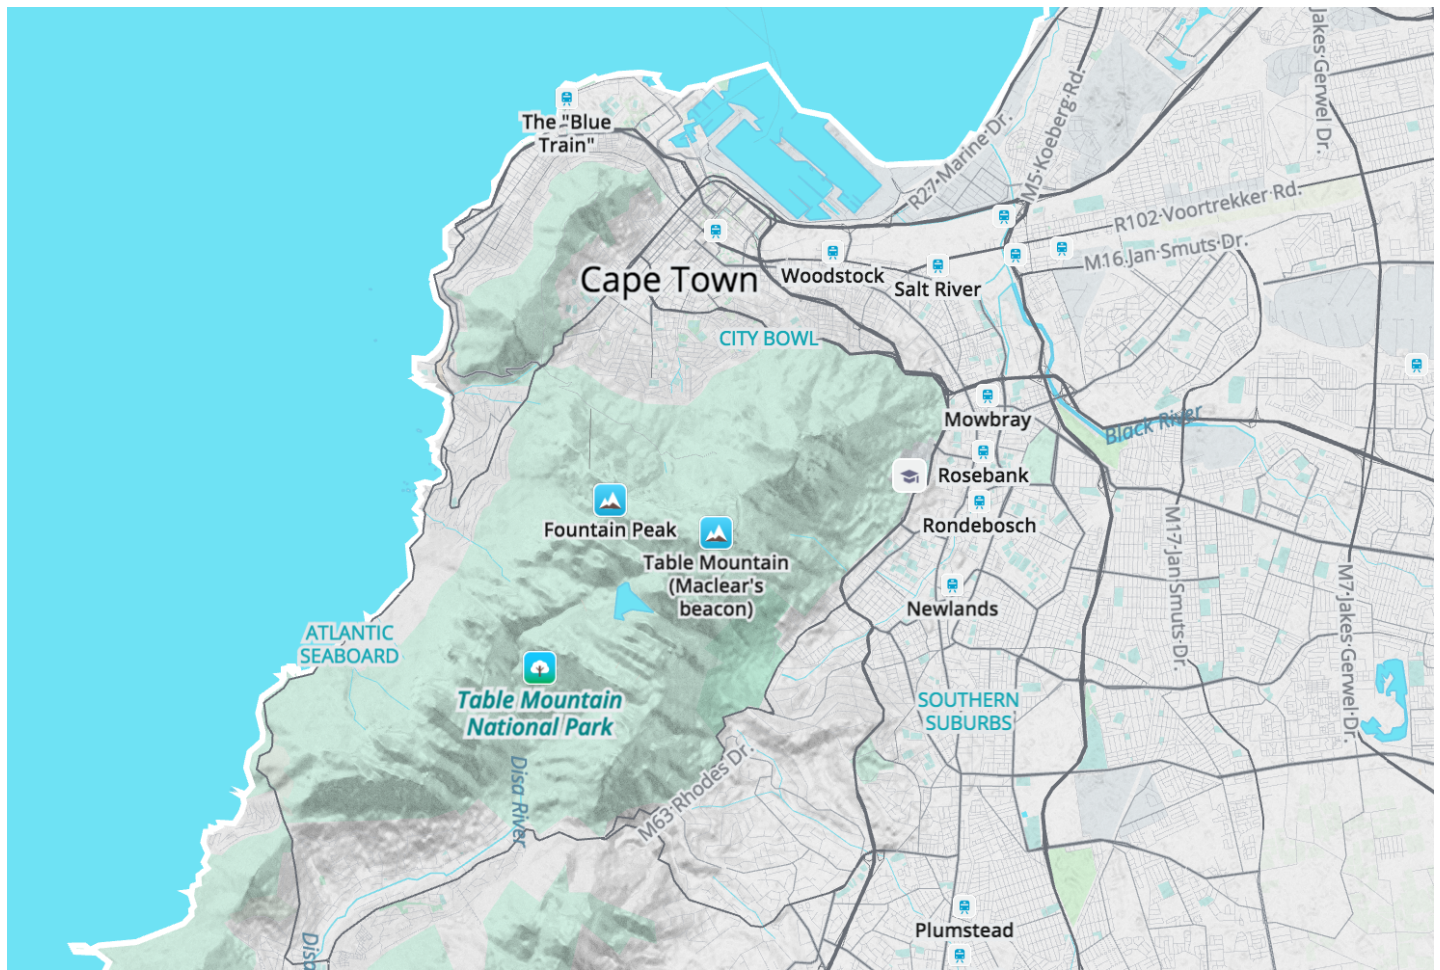 The "Blue
Train"
Jakes Gerwel Dr.
M5 Koeberg Rd.
R27 Marine Dr.
R102 Voortrekker Rd.
M16 Jan Smuts Dr.
Cape Town
Woodstock
Salt River
CITY BOWL
Mowbray
Black River
Rosebank
Rondebosch
Fountain Peak
Table Mountain
(Maclear's
beacon)
Newlands
M17 Jan Smuts Dr.
M7 Jakes Gerwel Dr.
ATLANTIC
SEABOARD
Table Mountain
National Park
SOUTHERN
SUBURBS
Disa River
M63 Rhodes Dr.
Plumstead
Disa